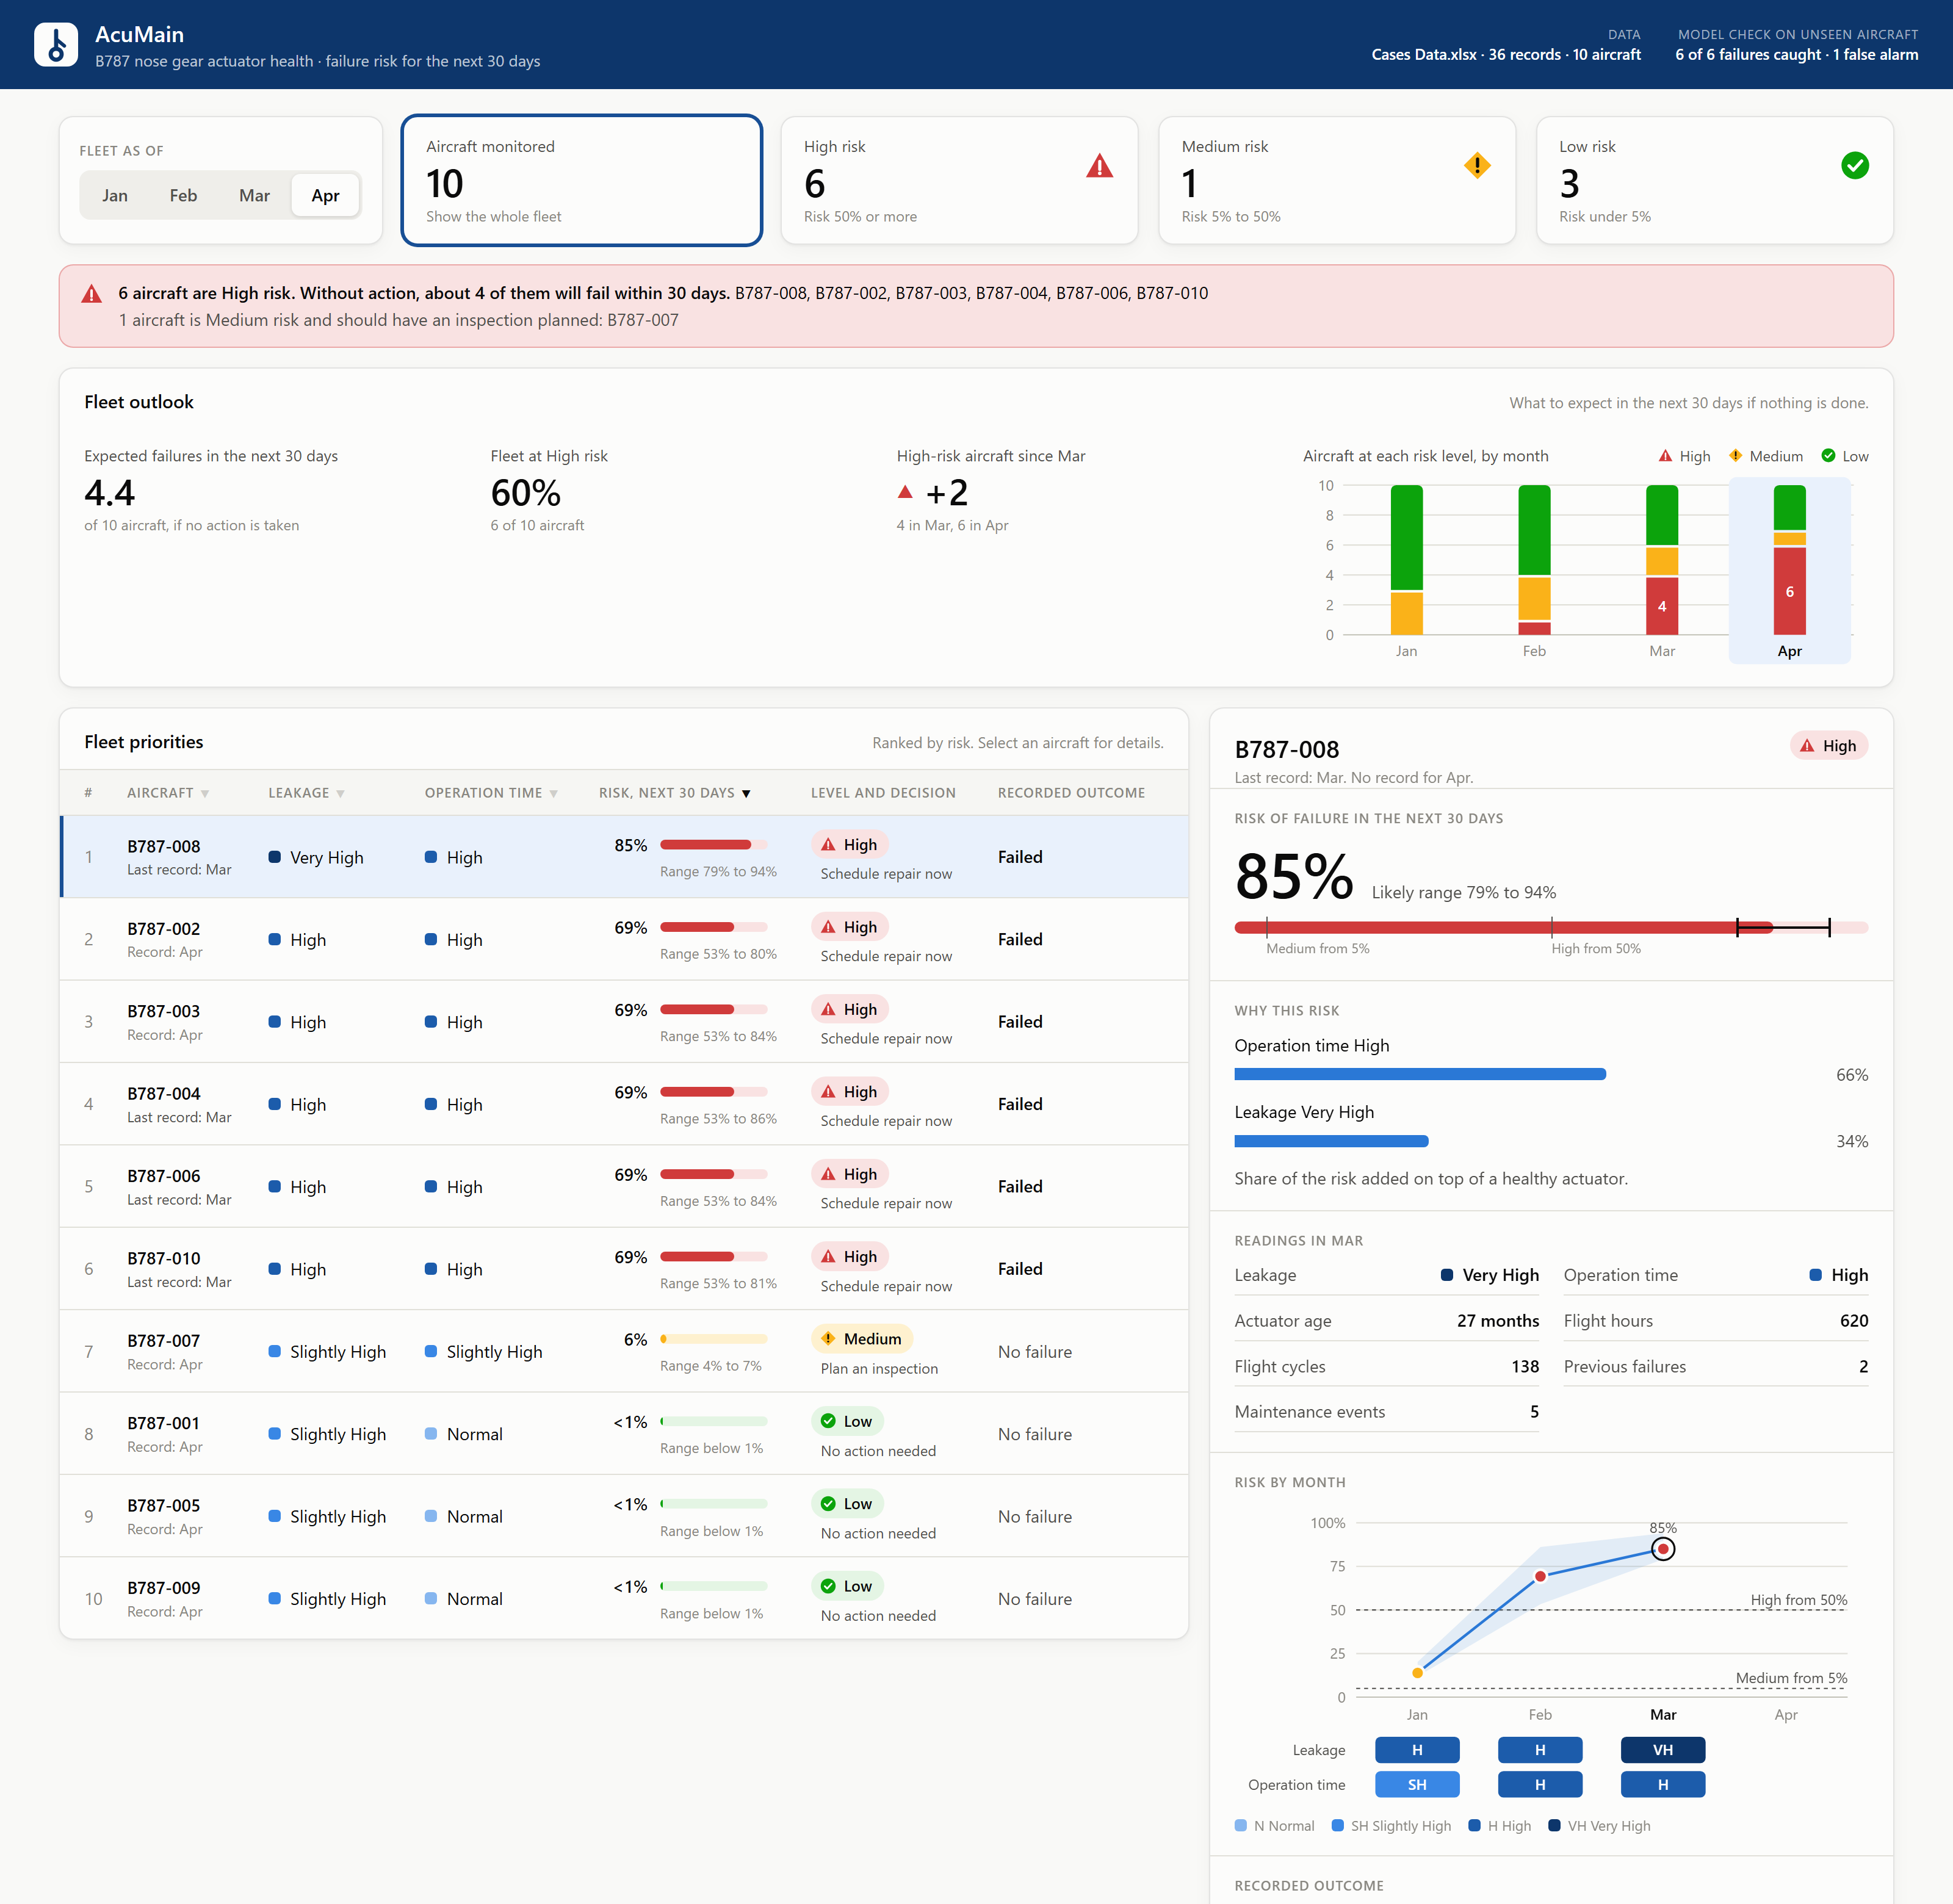 AcuMain
B787 nose gear actuator health · failure risk for the next 30 days
DATA
Cases Data.xlsx · 36 records · 10 aircraft
MODEL CHECK ON UNSEEN AIRCRAFT
6 of 6 failures caught · 1 false alarm
FLEET AS OF
Jan Feb Mar Apr
Aircraft monitored
10
Show the whole fleet
High risk
6
Risk 50% or more
Medium risk
1
Risk 5% to 50%
Low risk
3
Risk under 5%
6 aircraft are High risk. Without action, about 4 of them will fail within 30 days. B787-008, B787-002, B787-003, B787-004, B787-006, B787-010
1 aircraft is Medium risk and should have an inspection planned: B787-007
Fleet outlook
What to expect in the next 30 days if nothing is done.
Expected failures in the next 30 days
4.4
of 10 aircraft, if no action is taken
Fleet at High risk
60%
6 of 10 aircraft
High-risk aircraft since Mar
+2
4 in Mar, 6 in Apr
Aircraft at each risk level, by month
High Medium Low
10
8
6
4
2
0
4
6
Jan Feb Mar Apr
Fleet priorities
Ranked by risk. Select an aircraft for details.
# AIRCRAFT LEAKAGE OPERATION TIME RISK, NEXT 30 DAYS LEVEL AND DECISION RECORDED OUTCOME
1 B787-008 Very High High 85% High Failed
Last record: Mar Range 79% to 94% Schedule repair now
2 B787-002 High High 69% High Failed
Record: Apr Range 53% to 80% Schedule repair now
3 B787-003 High High 69% High Failed
Record: Apr Range 53% to 84% Schedule repair now
4 B787-004 High High 69% High Failed
Last record: Mar Range 53% to 86% Schedule repair now
5 B787-006 High High 69% High Failed
Last record: Mar Range 53% to 84% Schedule repair now
6 B787-010 High High 69% High Failed
Last record: Mar Range 53% to 81% Schedule repair now
7 B787-007 Slightly High Slightly High 6% Medium No failure
Record: Apr Range 4% to 7% Plan an inspection
8 B787-001 Slightly High Normal <1% Low No failure
Record: Apr Range below 1% No action needed
9 B787-005 Slightly High Normal <1% Low No failure
Record: Apr Range below 1% No action needed
10 B787-009 Slightly High Normal <1% Low No failure
Record: Apr Range below 1% No action needed
B787-008
High
Last record: Mar. No record for Apr.
RISK OF FAILURE IN THE NEXT 30 DAYS
85% Likely range 79% to 94%
Medium from 5% High from 50%
WHY THIS RISK
Operation time High
66%
Leakage Very High
34%
Share of the risk added on top of a healthy actuator.
READINGS IN MAR
Leakage Very High Operation time High
Actuator age 27 months Flight hours 620
Flight cycles 138 Previous failures 2
Maintenance events 5
RISK BY MONTH
100%
85%
75
High from 50%
50
25
Medium from 5%
0
Jan Feb Mar Apr
Leakage H H VH
Operation time SH H H
N Normal SH Slightly High H High VH Very High
RECORDED OUTCOME